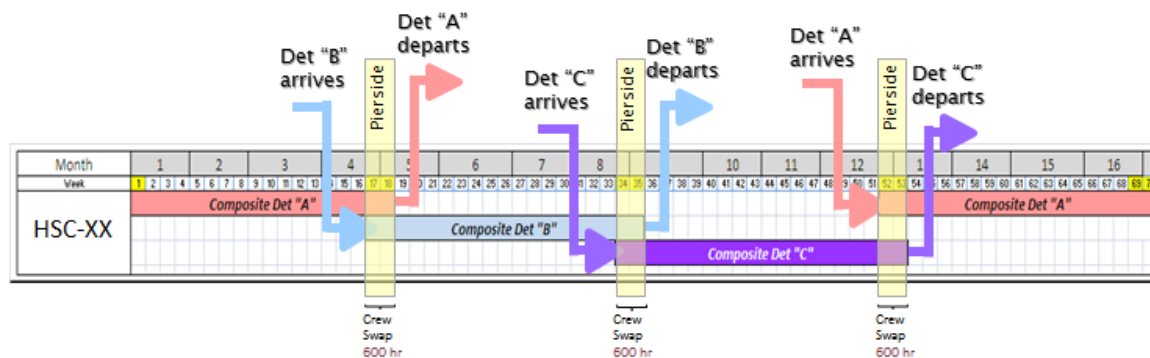 Det “A”
departs
Det “B”
arrives
Det “C”
arrives
Det “B”
departs
Det “A”
arrives
Det “C”
departs
Pierside
Pierside
Pierside
Month 1 2 3 4 5 6 7 8 10 11 12 1 14 15 16
Week 1 2 3 4 5 6 7 8 9 10 11 12 13 14 15 16 17 18 19 20 21 22 23 24 25 26 27 28 29 30 31 32 33 34 35 36 37 38 39 40 41 42 43 44 45 46 47 48 49 50 51 52 53 54 55 56 57 58 59 60 61 62 63 64 65 66 67 68 69
HSC-XX
Composite Det "A"
Composite Det "A"
Composite Det "B"
Composite Det "C"
Crew
Swap
600 hr
Crew
Swap
600 hr
Crew
Swap
600 hr